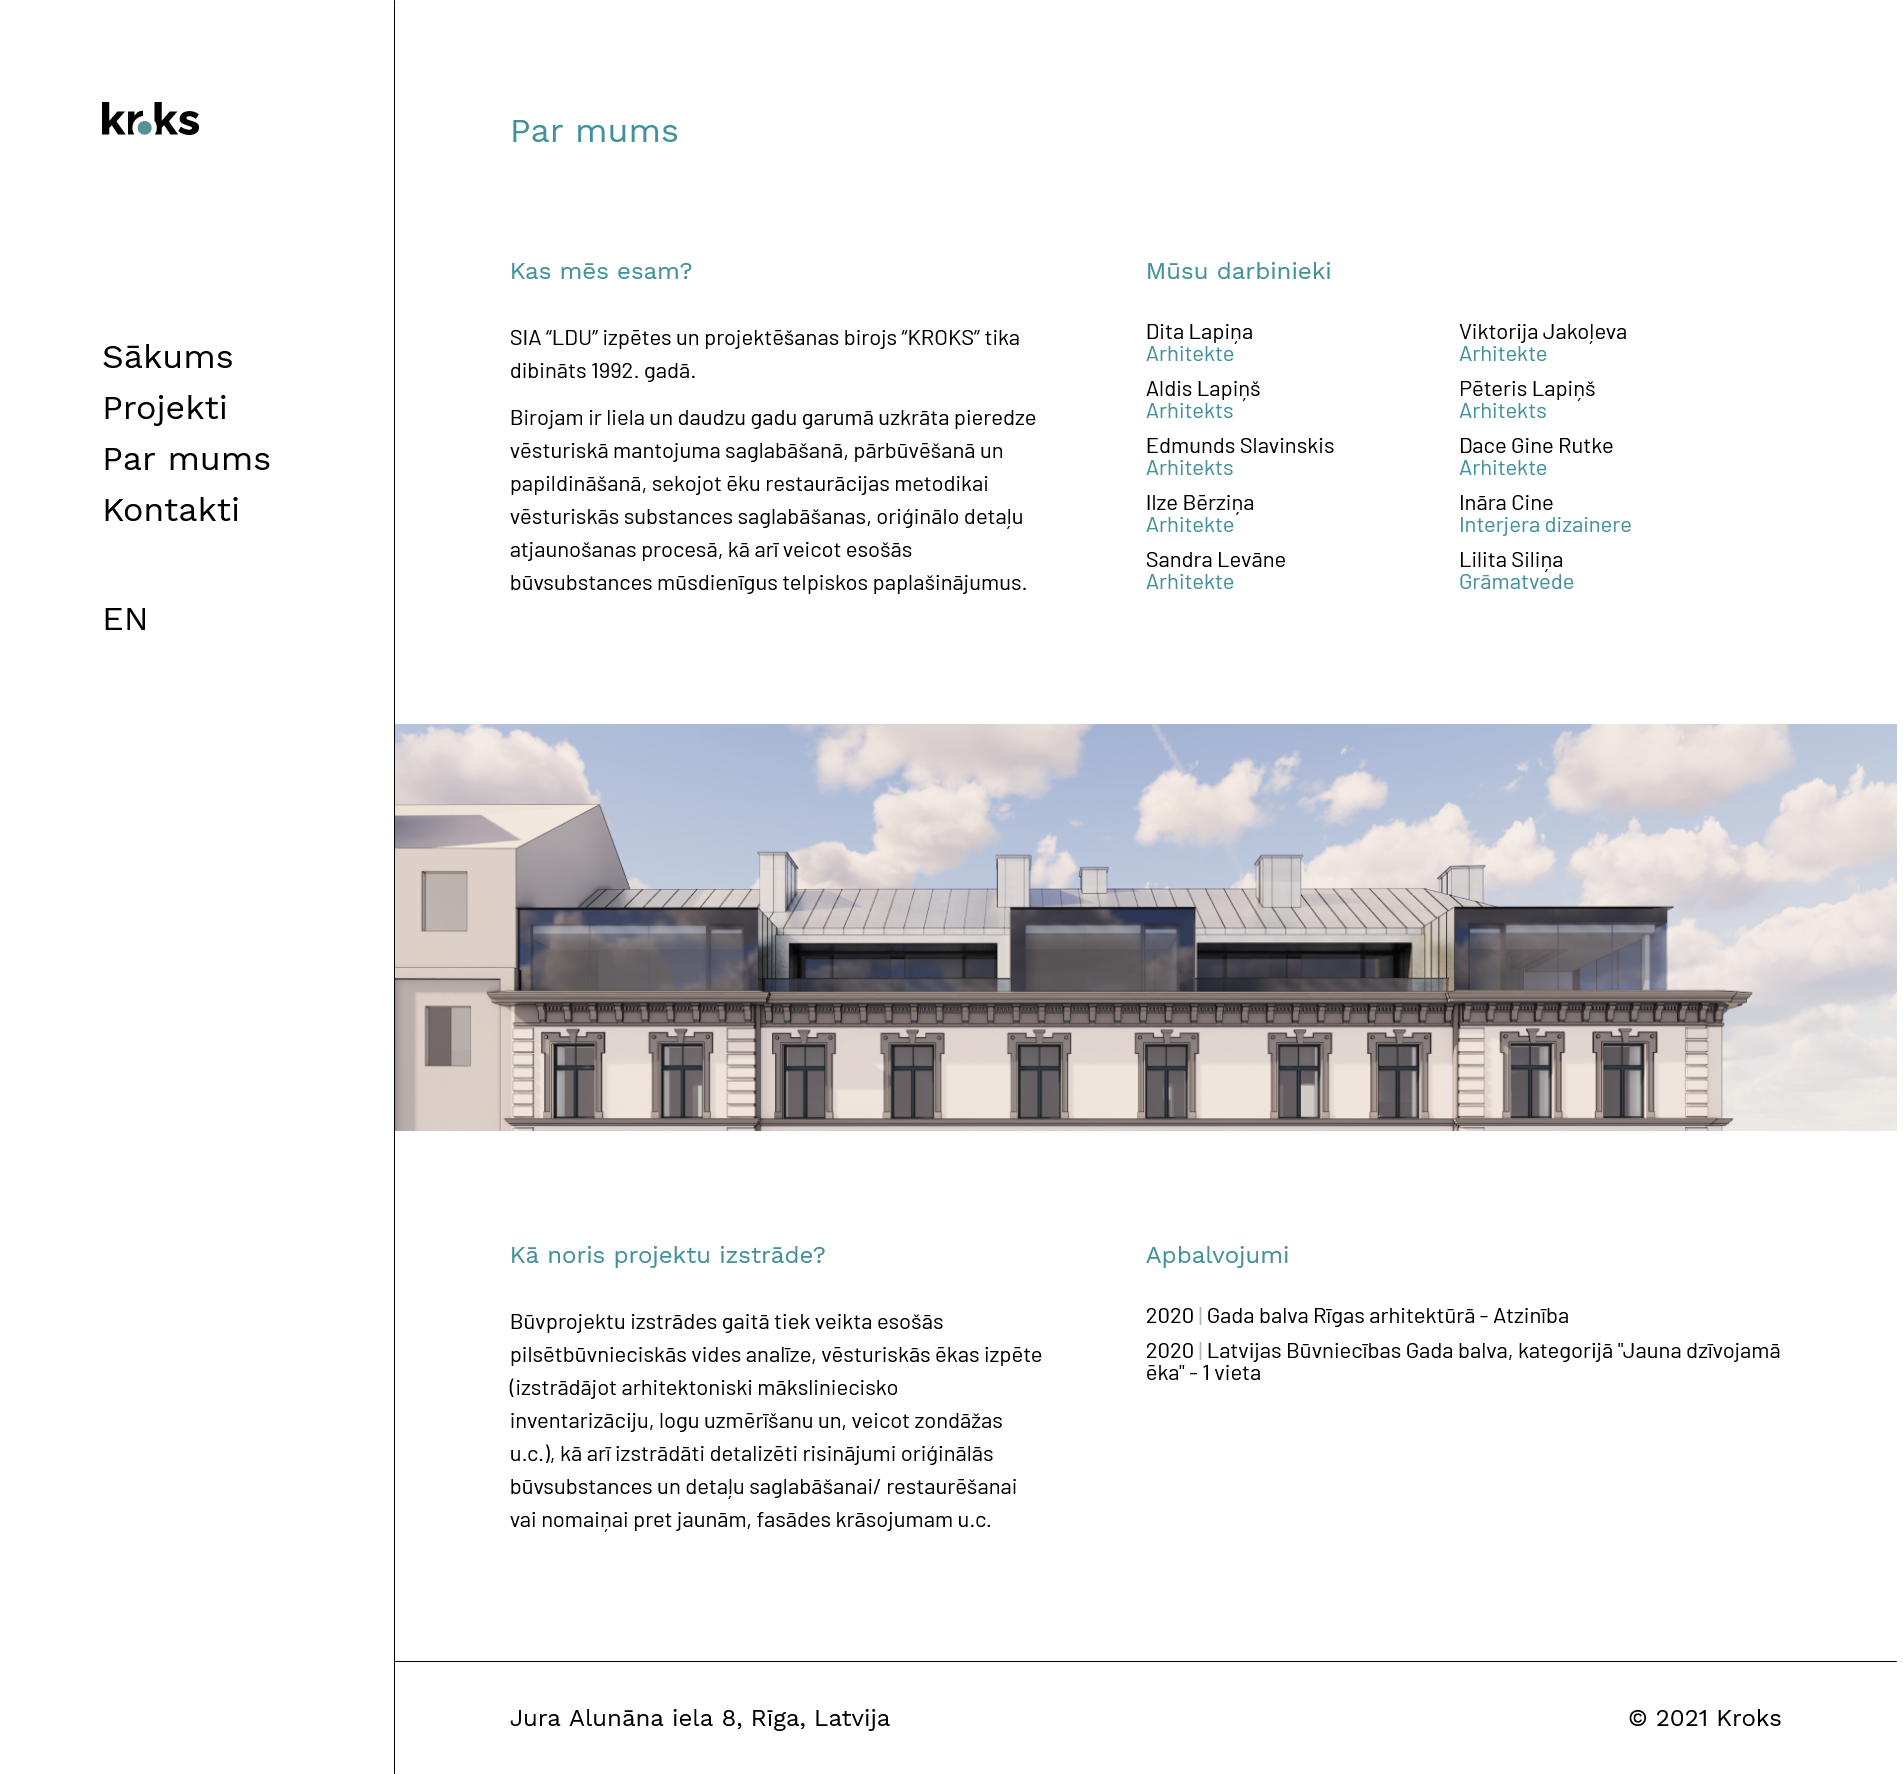 kroks
Sākums
Projekti
Par mums
Kontakti
EN
Par mums
Kas mēs esam?
SIA “LDU” izpētes un projektēšanas birojs “KROKS” tika
dibināts 1992. gadā.
Birojam ir liela un daudzu gadu garumā uzkrāta pieredze
vēsturiskā mantojuma saglabāšanā, pārbūvēšanā un
papildināšanā, sekojot ēku restaurācijas metodikai
vēsturiskās substances saglabāšanas, oriģinālo detaļu
atjaunošanas procesā, kā arī veicot esošās
būvsubstances mūsdienīgus telpiskos paplašinājumus.
Mūsu darbinieki
Dita Lapiņa
Arhitekte
Aldis Lapiņš
Arhitekts
Edmunds Slavinskis
Arhitekts
Ilze Bērziņa
Arhitekte
Sandra Levāne
Arhitekte
Viktorija Jakoļeva
Arhitekte
Pēteris Lapiņš
Arhitekts
Dace Gine Rutke
Arhitekte
Ināra Cine
Interjera dizainere
Lilita Siliņa
Grāmatvede
Kā noris projektu izstrāde?
Būvprojektu izstrādes gaitā tiek veikta esošās
pilsētbūvnieciskās vides analīze, vēsturiskās ēkas izpēte
(izstrādājot arhitektoniski māksliniecisko
inventarizāciju, logu uzmērīšanu un, veicot zondāžas
u.c.), kā arī izstrādāti detalizēti risinājumi oriģinālās
būvsubstances un detaļu saglabāšanai/ restaurēšanai
vai nomaiņai pret jaunām, fasādes krāsojumam u.c.
Apbalvojumi
2020 | Gada balva Rīgas arhitektūrā - Atzinība
2020 | Latvijas Būvniecības Gada balva, kategorijā "Jauna dzīvojamā
ēka" - 1 vieta
Jura Alunāna iela 8, Rīga, Latvija
© 2021 Kroks